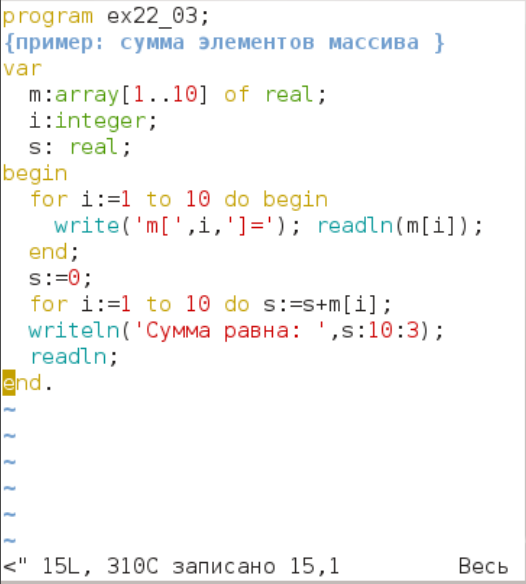 program ex22_03;
{пример: сумма элементов массива }
var
  m:array[1..10] of real;
  i:integer;
  s: real;
begin
  for i:=1 to 10 do begin
    write('m[',i,']='); readln(m[i]);
  end;
  s:=0;
  for i:=1 to 10 do s:=s+m[i];
  writeln('Сумма равна: ',s:10:3);
  readln;
end.
~
~
~
~
~
~
<" 15L, 310C записано 15,1 Весь